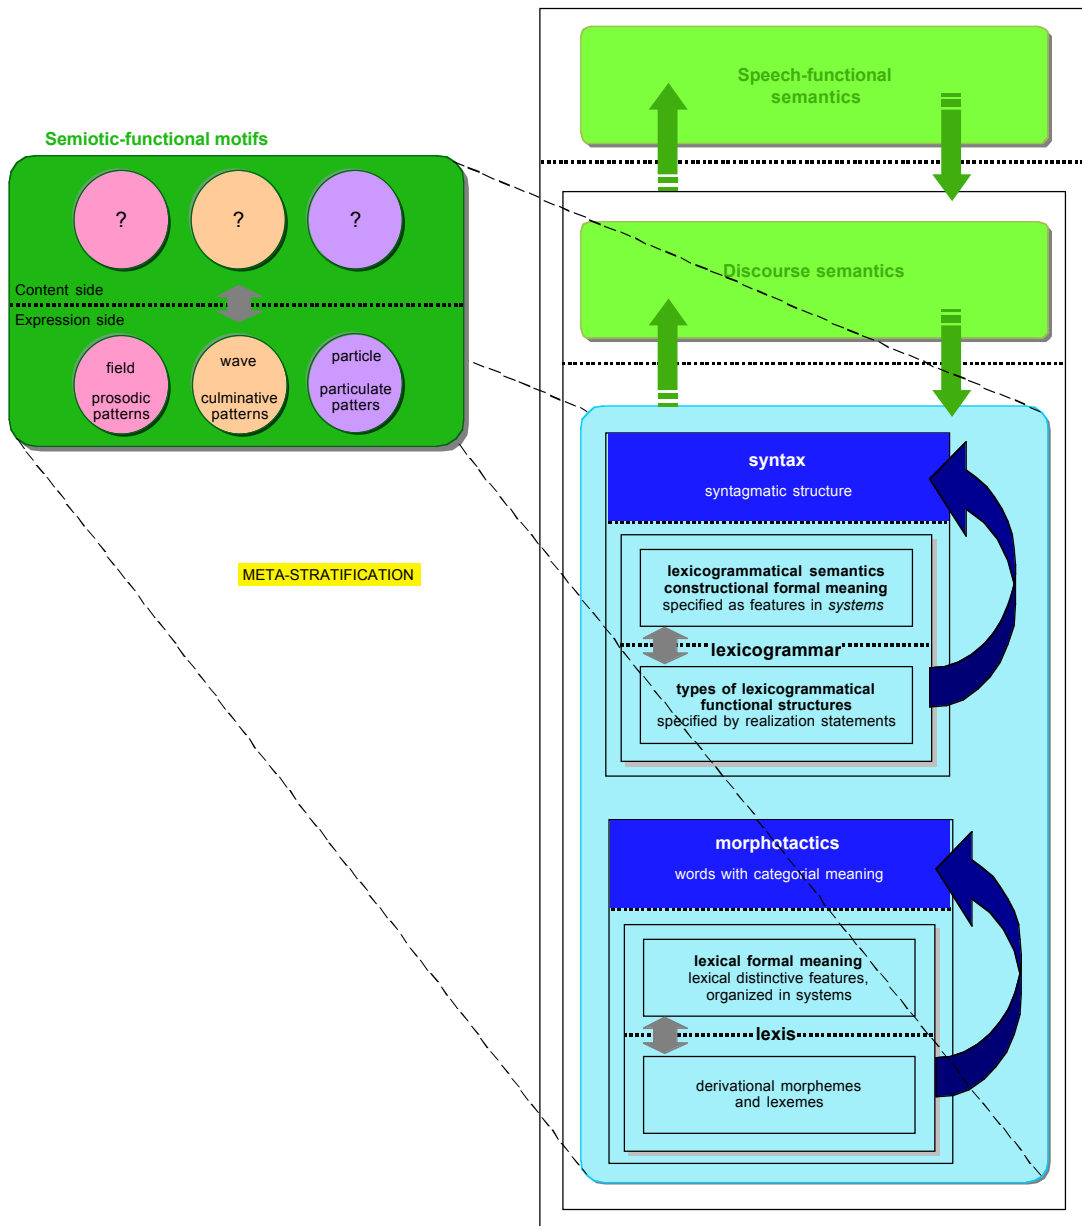 Speech-functional
semantics
Semiotic-functional motifs
?
?
?
Content side
Expression side
field
prosodic
patterns
wave
culminative
patterns
particle
particulate
patters
Discourse semantics
META-STRATIFICATION
syntax
syntagmatic structure
lexicogrammatical semantics
constructional formal meaning
specified as features in systems
lexicogrammar
types of lexicogrammatical
functional structures
specified by realization statements
morphotactics
words with categorial meaning
lexical formal meaning
lexical distinctive features,
organized in systems
lexis
derivational morphemes
and lexemes